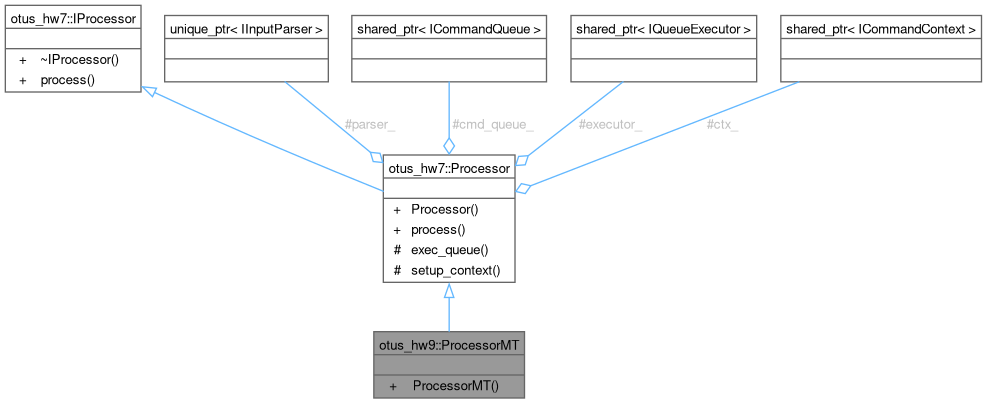 otus_hw7::IProcessor
+ ~IProcessor()
+ process()
unique_ptr< IInputParser >
shared_ptr< ICommandQueue >
shared_ptr< IQueueExecutor >
shared_ptr< ICommandContext >
#parser_
#cmd_queue_
#executor_
#ctx_
otus_hw7::Processor
+ Processor()
+ process()
# exec_queue()
# setup_context()
otus_hw9::ProcessorMT
+ ProcessorMT()